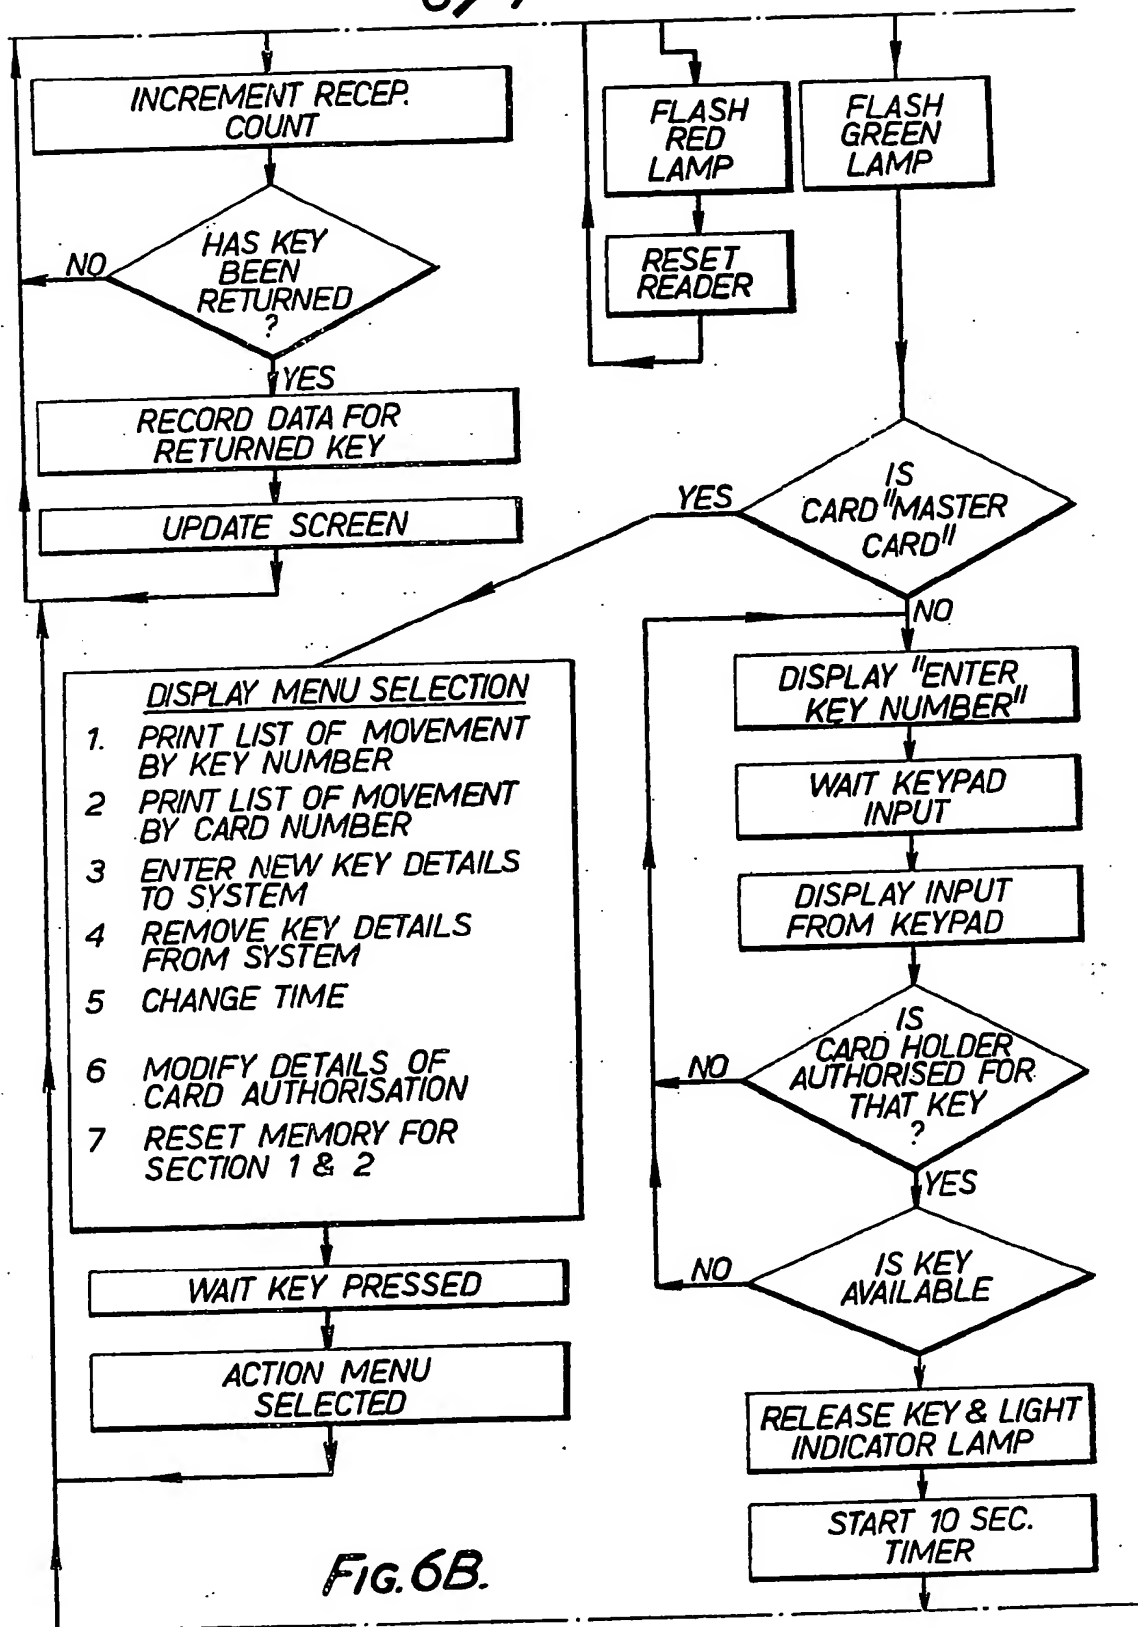 INCREMENT RECEP.
COUNT
HAS KEY
BEEN
RETURNED
?
NO
YES
RECORD DATA FOR
RETURNED KEY
UPDATE SCREEN
FLASH
RED
LAMP
RESET
READER
FLASH
GREEN
LAMP
IS
CARD "MASTER
CARD"
YES
NO
DISPLAY MENU SELECTION
1. PRINT LIST OF MOVEMENT
BY KEY NUMBER
2 PRINT LIST OF MOVEMENT
BY CARD NUMBER
3 ENTER NEW KEY DETAILS
TO SYSTEM
4 REMOVE KEY DETAILS
FROM SYSTEM
5 CHANGE TIME
6 MODIFY DETAILS OF
CARD AUTHORISATION
7 RESET MEMORY FOR
SECTION 1 & 2
WAIT KEY PRESSED
ACTION MENU
SELECTED
DISPLAY "ENTER
KEY NUMBER"
WAIT KEYPAD
INPUT
DISPLAY INPUT
FROM KEYPAD
IS
CARD HOLDER
AUTHORISED FOR
THAT KEY
?
NO
YES
IS KEY
AVAILABLE
NO
RELEASE KEY & LIGHT
INDICATOR LAMP
START 10 SEC.
TIMER
FIG. 6B.